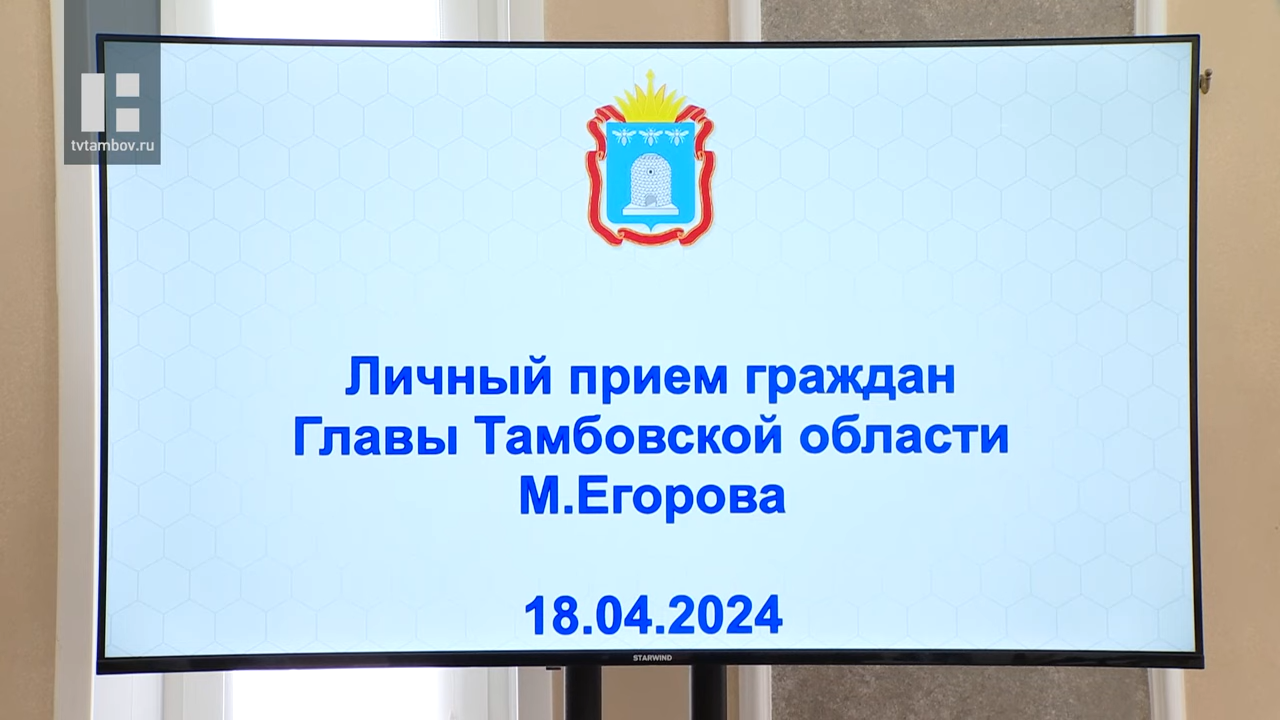 tvtambov.ru
Личный прием граждан
Главы Тамбовской области
М.Егорова
18.04.2024
STARWIND